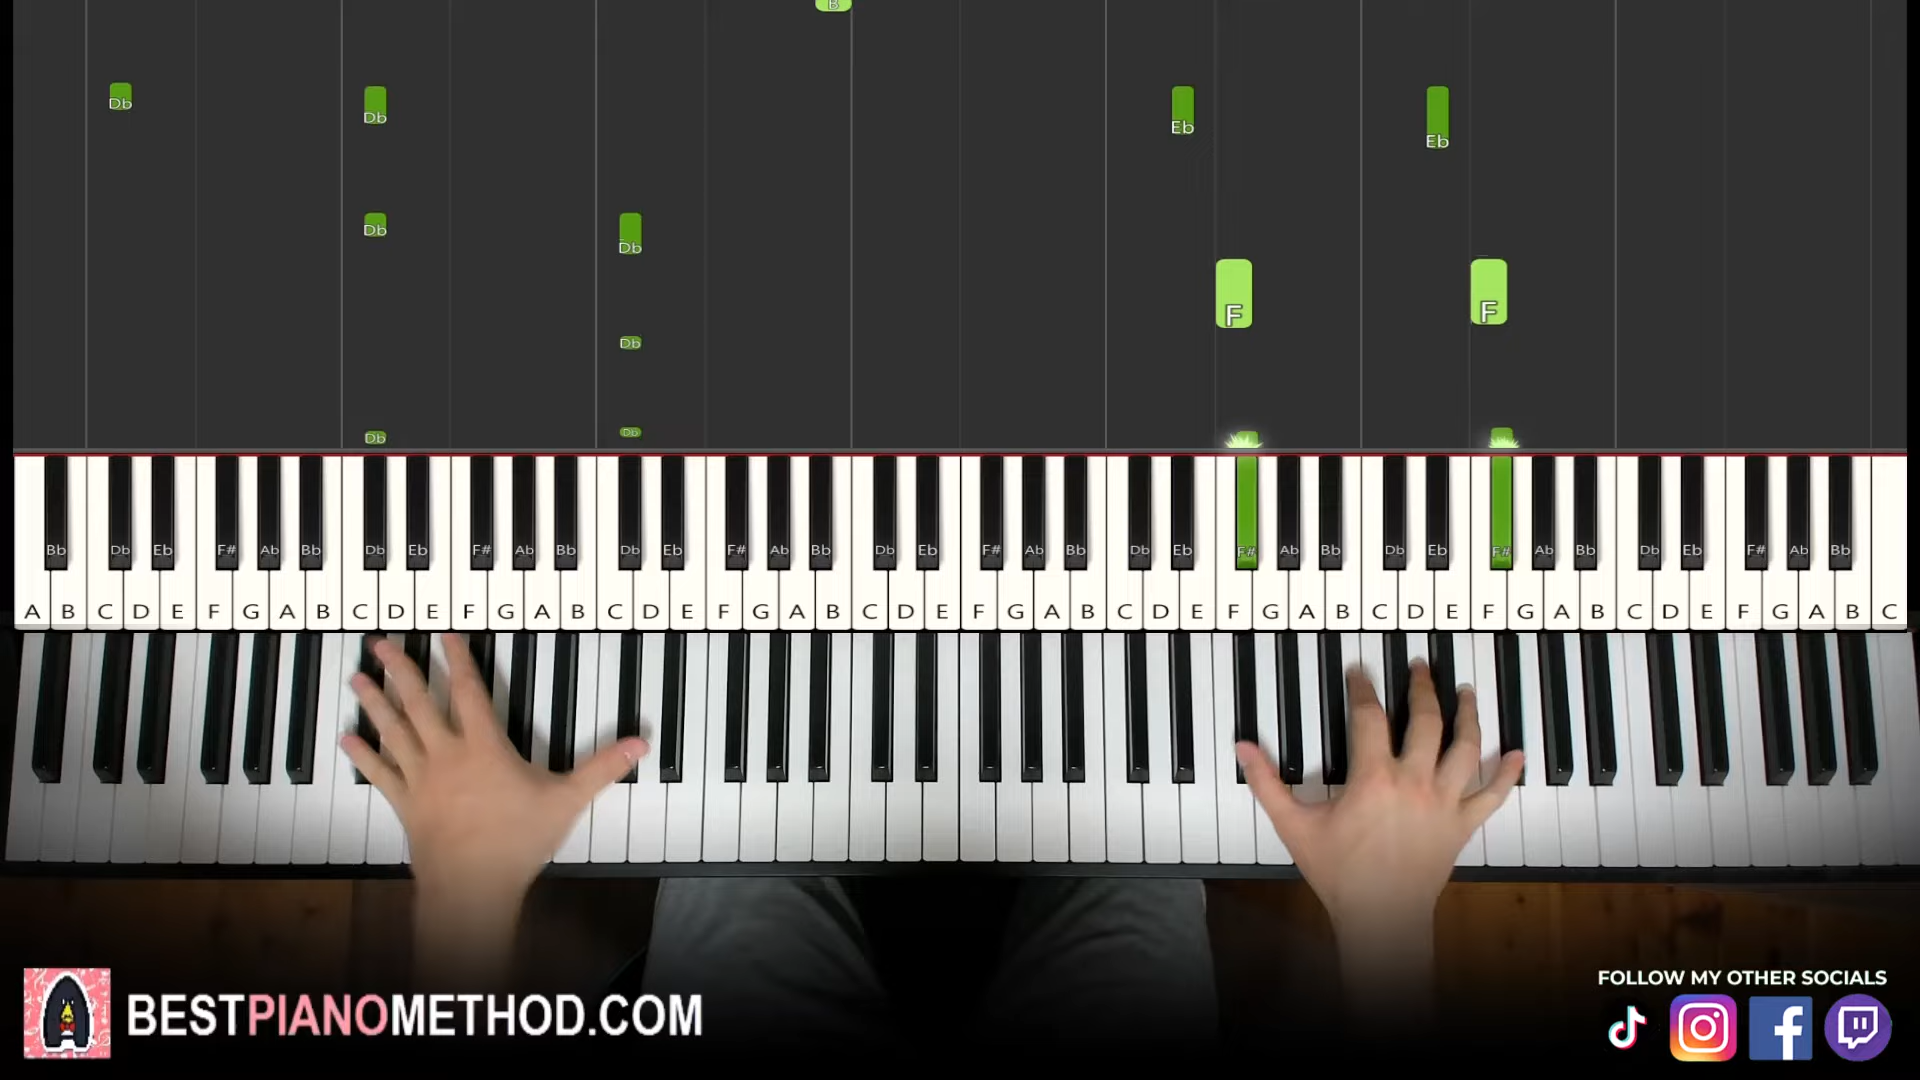 B
Db Db Eb Eb
Db Db
F F
Db
Db Db
Bb Db Eb F# Ab Bb Db Eb F# Ab Bb Db Eb F# Ab Bb Db Eb F# Ab Bb Db Eb F# Ab Bb Db Eb F# Ab Bb Db Eb F# Ab Bb
A B C D E F G A B C D E F G A B C D E F G A B C D E F G A B C D E F G A B C D E F G A B C D E F G A B C
FOLLOW MY OTHER SOCIALS
BESTPIANOMETHOD.COM